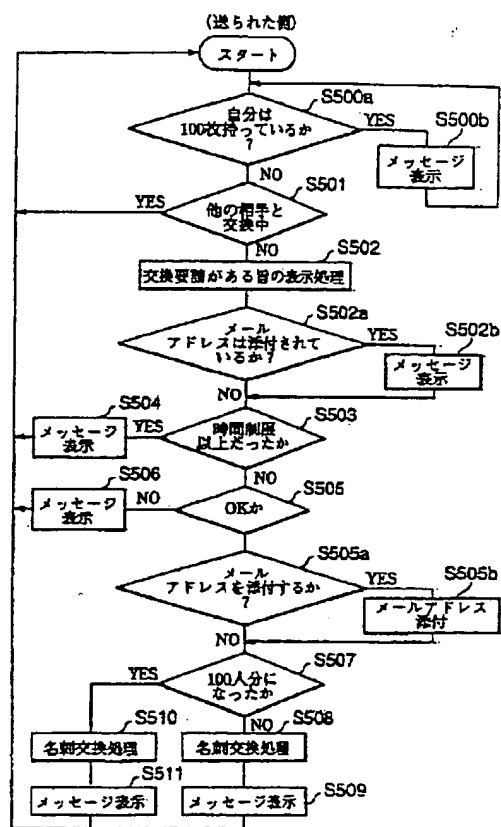 (送られた側)
スタート
S500a
自分は
100枚持っているか
?
YES
S500b
メッセージ
表示
NO
S501
YES
他の相手と
交換中
NO
S502
交換要請がある旨の表示処理
S502a
メール
アドレスは添付されて
いるか?
YES
S502b
メッセージ
表示
NO
S503
S504
メッセージ
表示
YES
時間制限
以上だったか
NO
S506
メッセージ
表示
NO
S505
OKか
S505a
メール
アドレスを添付するか
?
YES
S505b
メールアドレス
添付
NO
S507
YES
100人分に
なったか
S510
NO
S508
名刺交換処理
名刺交換処理
S511
メッセージ表示
メッセージ表示
S509